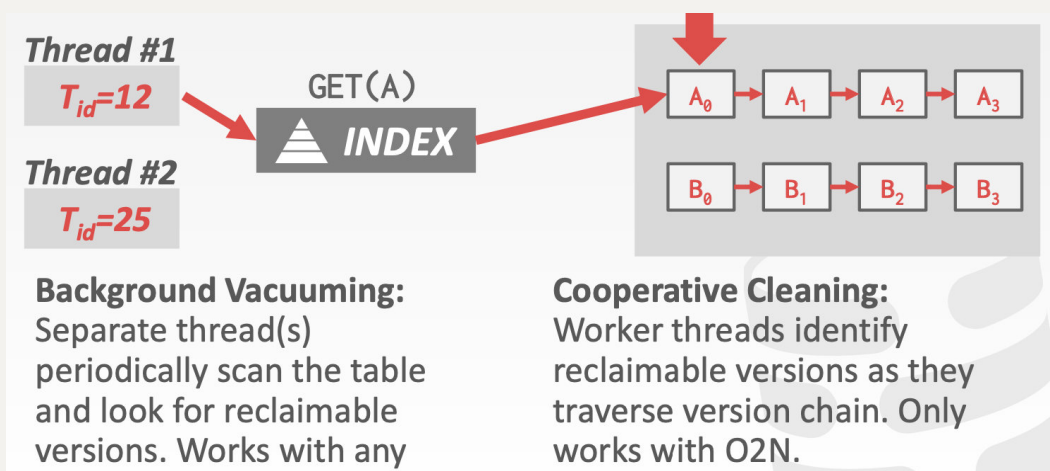 Thread #1
T_id=12
GET(A)
INDEX
A₀ A₁ A₂ A₃
Thread #2
T_id=25
B₀ B₁ B₂ B₃
Background Vacuuming:
Separate thread(s)
periodically scan the table
and look for reclaimable
versions. Works with any
Cooperative Cleaning:
Worker threads identify
reclaimable versions as they
traverse version chain. Only
works with O2N.